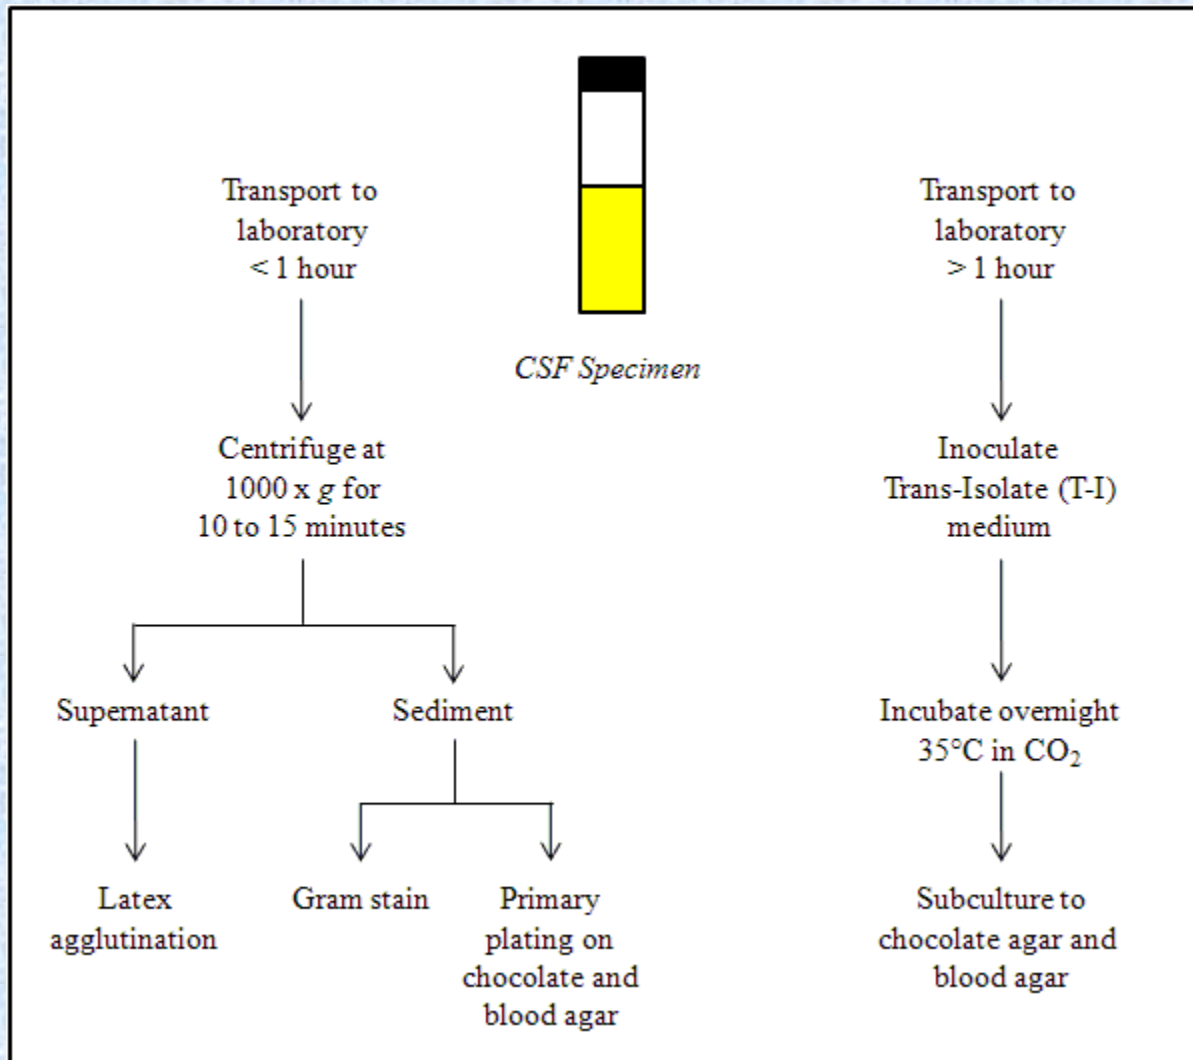 Transport to
laboratory
< 1 hour
CSF Specimen
Transport to
laboratory
> 1 hour
Centrifuge at
1000 x g for
10 to 15 minutes
Inoculate
Trans-Isolate (T-I)
medium
Supernatant
Sediment
Incubate overnight
35°C in CO₂
Latex
agglutination
Gram stain
Primary
plating on
chocolate and
blood agar
Subculture to
chocolate agar and
blood agar